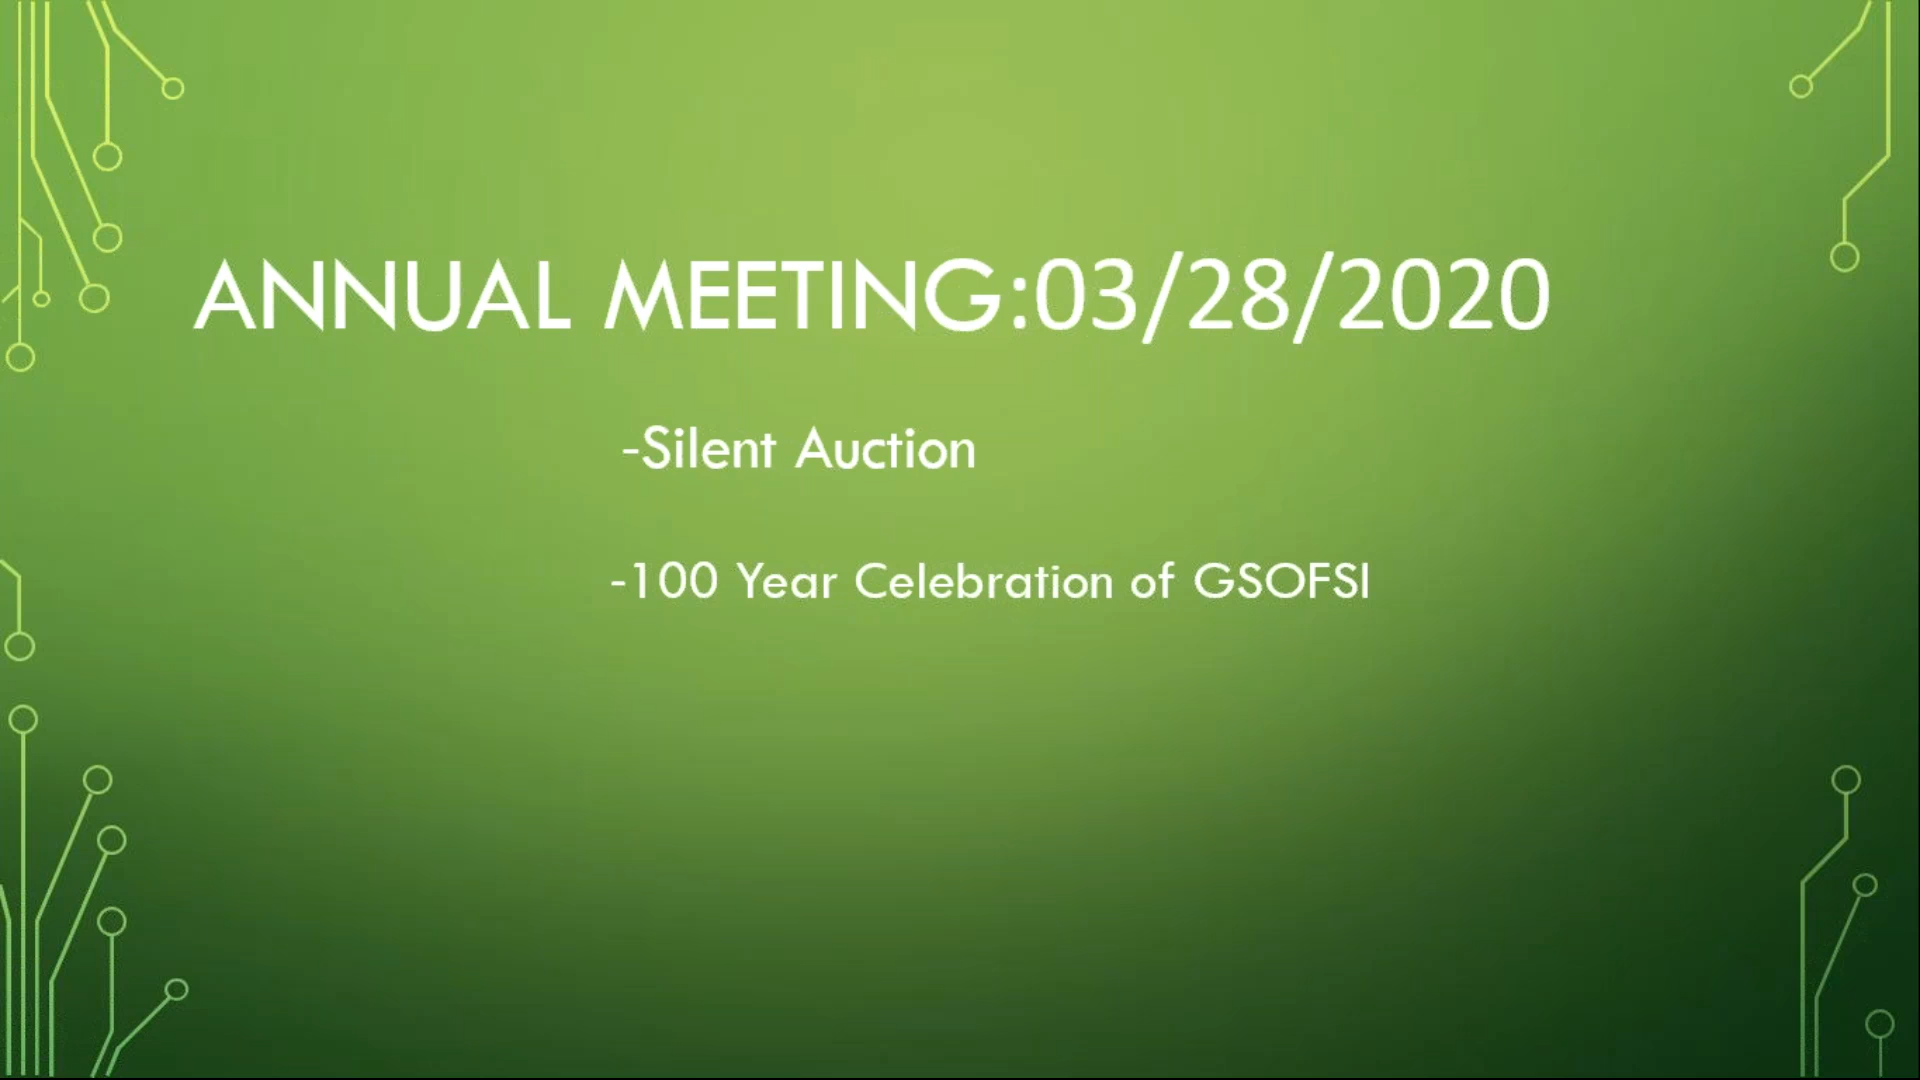 ANNUAL MEETING:03/28/2020
-Silent Auction
-100 Year Celebration of GSOFSI